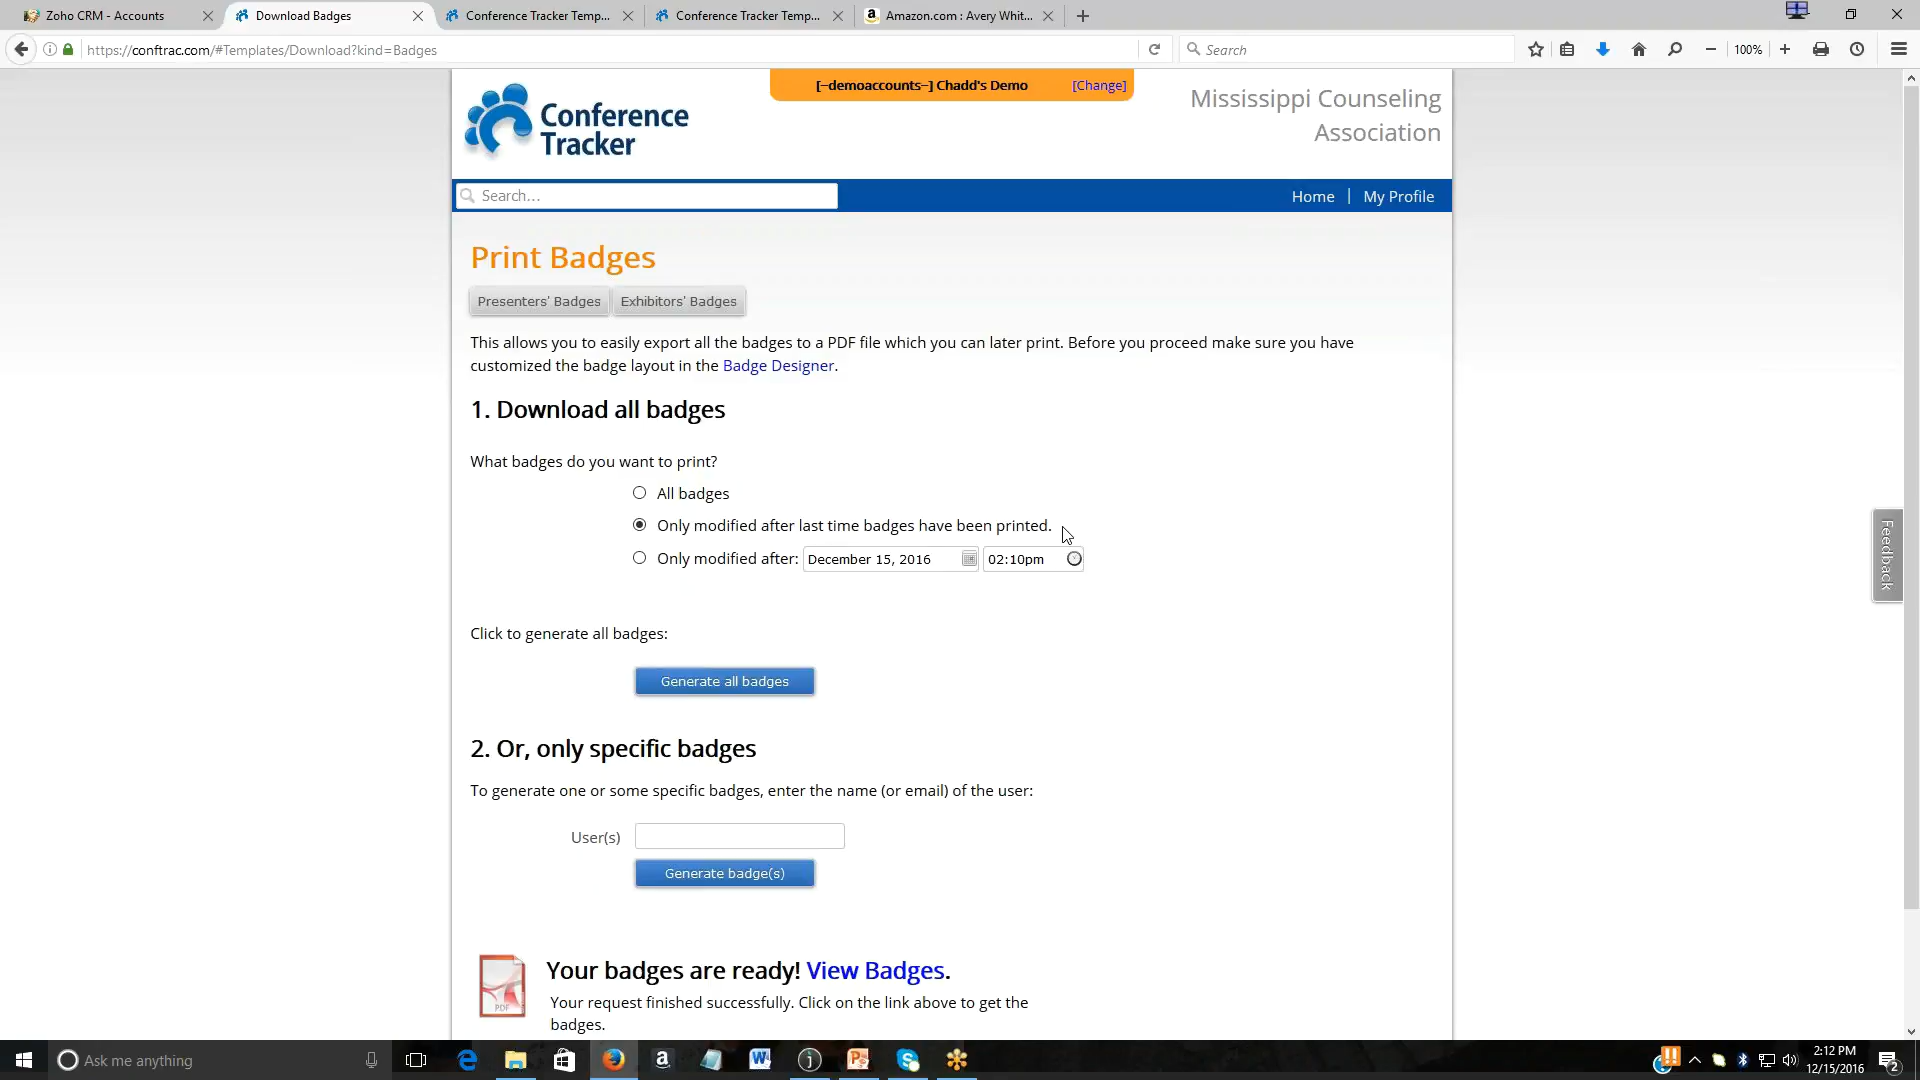 Zoho CRM - Accounts
Download Badges
Conference Tracker Temp...
Conference Tracker Temp...
Amazon.com : Avery Whit...
https://conftrac.com/#Templates/Download?kind=Badges
Search
100%
[--demoaccounts--] Chadd's Demo
[Change]
Conference
Tracker
Mississippi Counseling
Association
Search...
Home | My Profile
Print Badges
Presenters' Badges
Exhibitors' Badges
This allows you to easily export all the badges to a PDF file which you can later print. Before you proceed make sure you have
customized the badge layout in the Badge Designer.
1. Download all badges
What badges do you want to print?
All badges
Only modified after last time badges have been printed.
Only modified after: December 15, 2016 02:10pm
Feedback
Click to generate all badges:
Generate all badges
2. Or, only specific badges
To generate one or some specific badges, enter the name (or email) of the user:
User(s)
Generate badge(s)
PDF
Your badges are ready! View Badges.
Your request finished successfully. Click on the link above to get the
badges.
Ask me anything
2:12 PM
12/15/2016
2